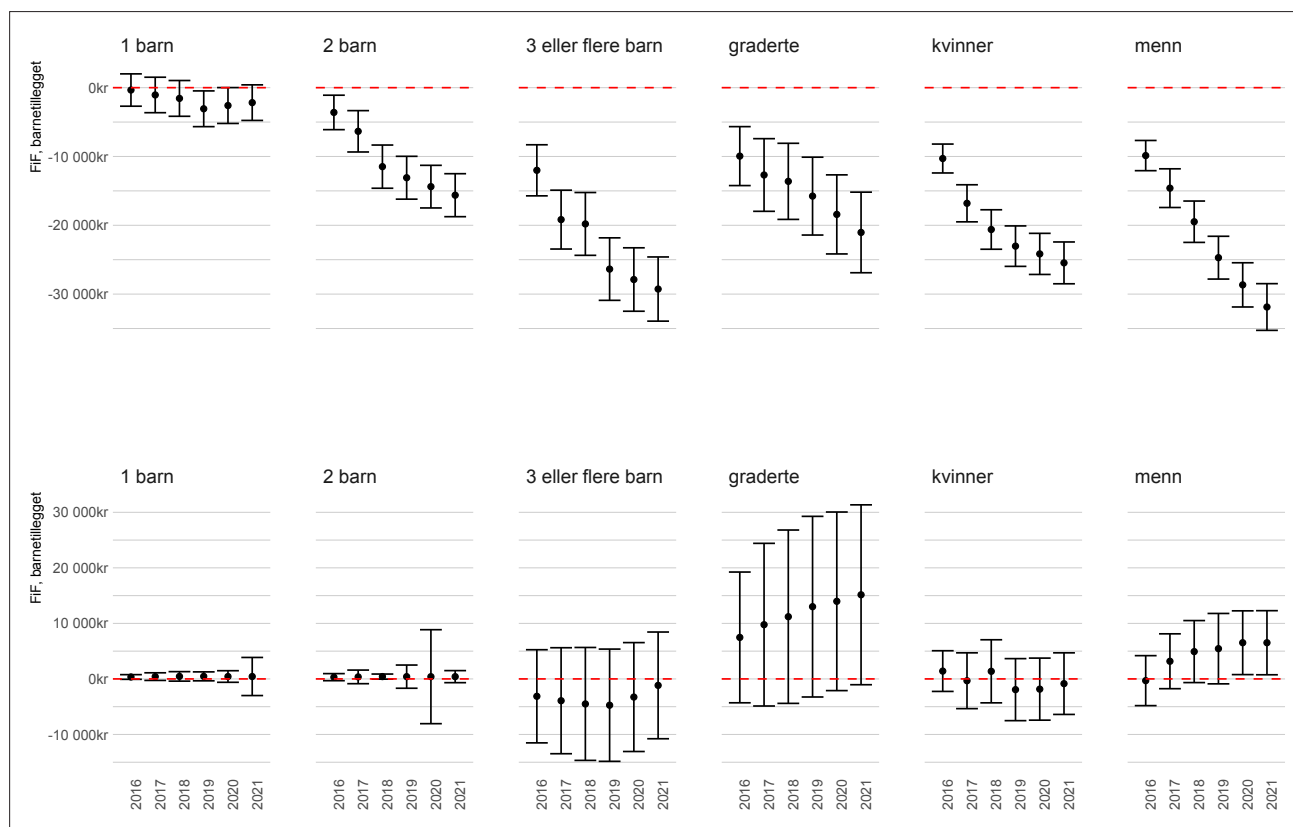 1 barn 2 barn 3 eller flere barn graderte kvinner menn
FiF, barnetillegget
0kr
-10 000kr
-20 000kr
-30 000kr
1 barn 2 barn 3 eller flere barn graderte kvinner menn
FiF, barnetillegget
30 000kr
20 000kr
10 000kr
0kr
-10 000kr
2016 2017 2018 2019 2020 2021 2016 2017 2018 2019 2020 2021 2016 2017 2018 2019 2020 2021 2016 2017 2018 2019 2020 2021 2016 2017 2018 2019 2020 2021 2016 2017 2018 2019 2020 2021